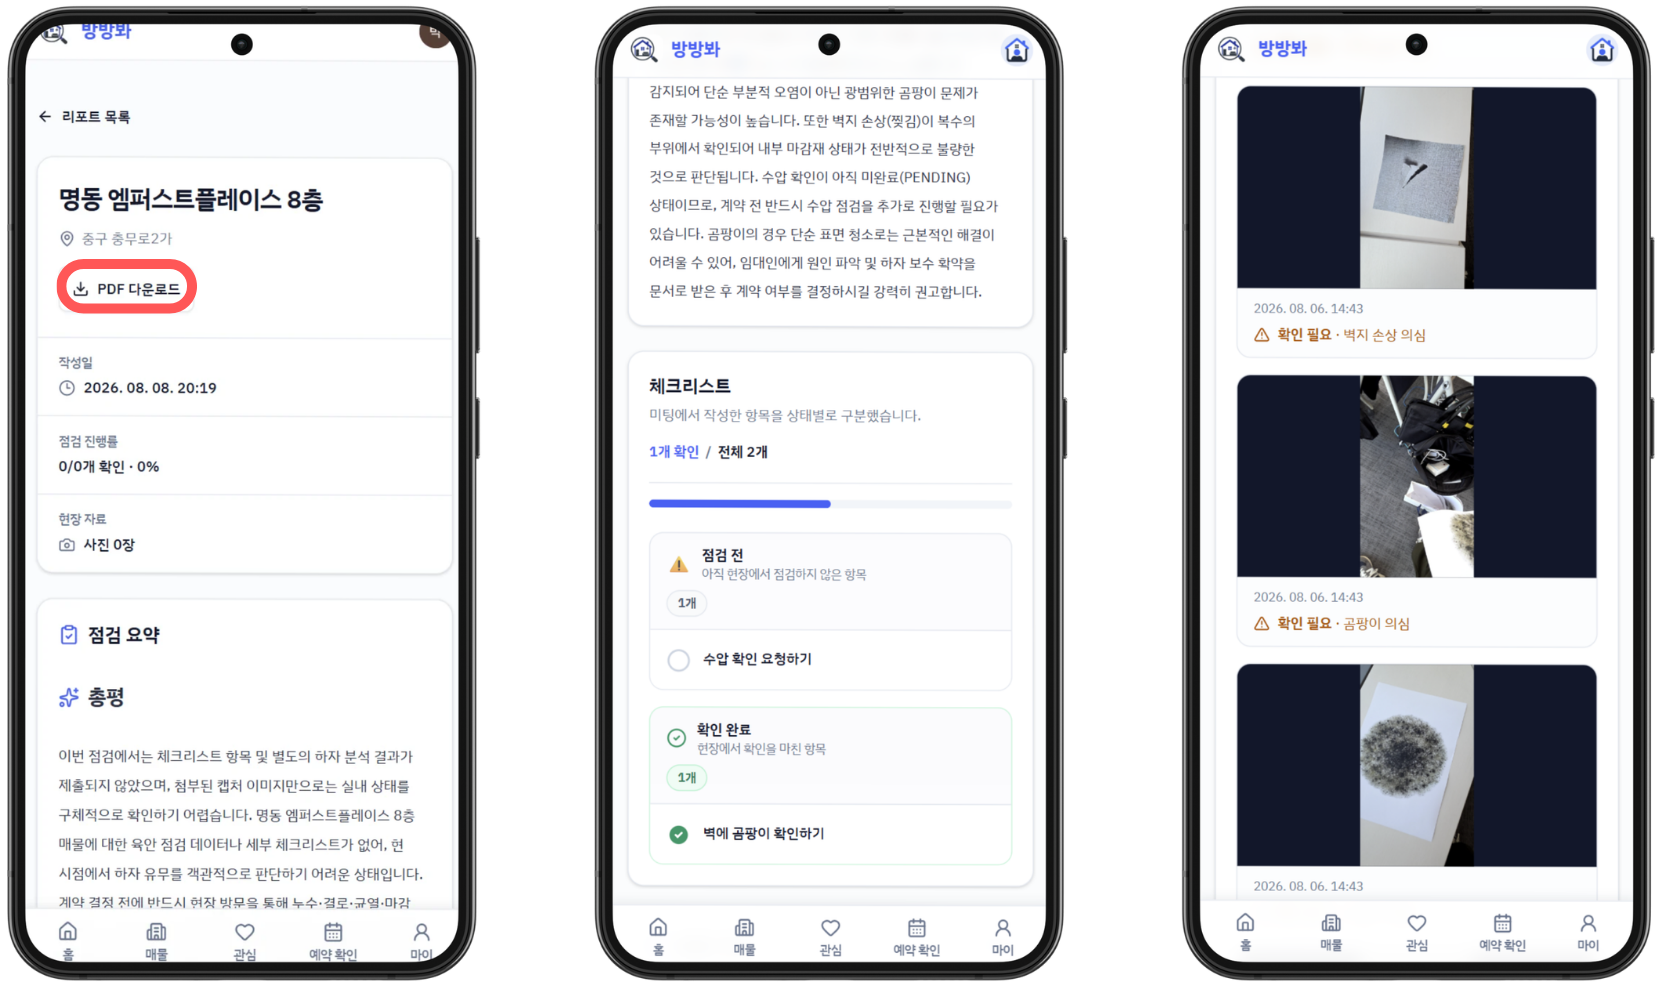 방방봐
박
리포트 목록
명동 엠퍼스트플레이스 8층
중구 충무로2가
PDF 다운로드
작성일
2026. 08. 08. 20:19
점검 진행률
0/0개 확인 · 0%
현장 자료
사진 0장
점검 요약
총평
이번 점검에서는 체크리스트 항목 및 별도의 하자 분석 결과가
제출되지 않았으며, 첨부된 캡처 이미지만으로는 실내 상태를
구체적으로 확인하기 어렵습니다. 명동 엠퍼스트플레이스 8층
매물에 대한 육안 점검 데이터나 세부 체크리스트가 없어, 현
시점에서 하자 유무를 객관적으로 판단하기 어려운 상태입니다.
계약 결정 전에 반드시 현장 방문을 통해 누수·결로·균열·마감
홈
매물
관심
예약 확인
마이
방방봐
감지되어 단순 부분적 오염이 아닌 광범위한 곰팡이 문제가
존재할 가능성이 높습니다. 또한 벽지 손상(찢김)이 복수의
부위에서 확인되어 내부 마감재 상태가 전반적으로 불량한
것으로 판단됩니다. 수압 확인이 아직 미완료(PENDING)
상태이므로, 계약 전 반드시 수압 점검을 추가로 진행할 필요가
있습니다. 곰팡이의 경우 단순 표면 청소로는 근본적인 해결이
어려울 수 있어, 임대인에게 원인 파악 및 하자 보수 확약을
문서로 받은 후 계약 여부를 결정하시길 강력히 권고합니다.
체크리스트
미팅에서 작성한 항목을 상태별로 구분했습니다.
1개 확인 / 전체 2개
점검 전
아직 현장에서 점검하지 않은 항목
1개
수압 확인 요청하기
확인 완료
현장에서 확인을 마친 항목
1개
벽에 곰팡이 확인하기
홈
매물
관심
예약 확인
마이
방방봐
2026. 08. 06. 14:43
확인 필요 · 벽지 손상 의심
2026. 08. 06. 14:43
확인 필요 · 곰팡이 의심
2026. 08. 06. 14:43
홈
매물
관심
예약 확인
마이